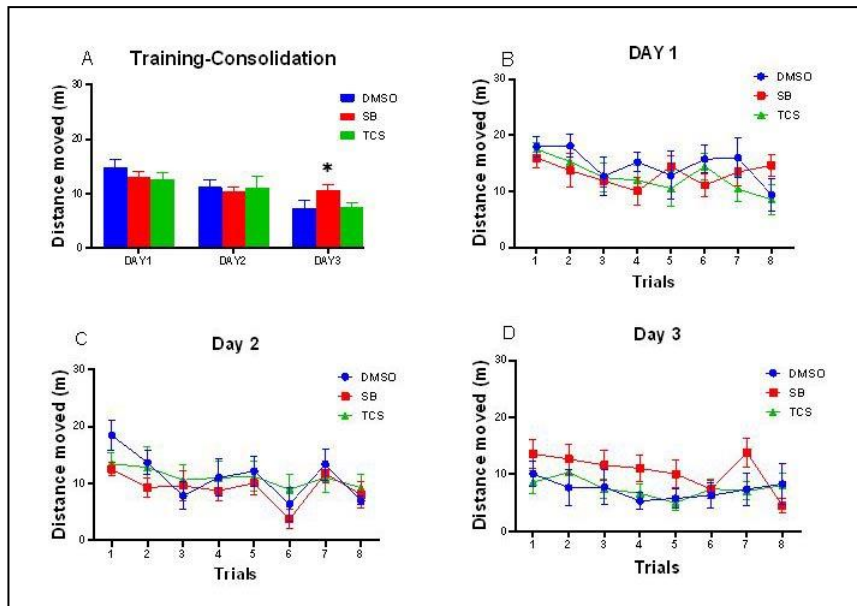 A
Training-Consolidation
Distance moved (m)
30
20
10
0
DMSO
SB
TCS
*
DAY1
DAY2
DAY3
B
DAY 1
Distance moved (m)
30
20
10
0
DMSO
SB
TCS
1 2 3 4 5 6 7 8
Trials
C
Day 2
Distance moved (m)
30
20
10
0
DMSO
SB
TCS
1 2 3 4 5 6 7 8
Trials
D
Day 3
Distance moved (m)
30
20
10
0
DMSO
SB
TCS
1 2 3 4 5 6 7 8
Trials